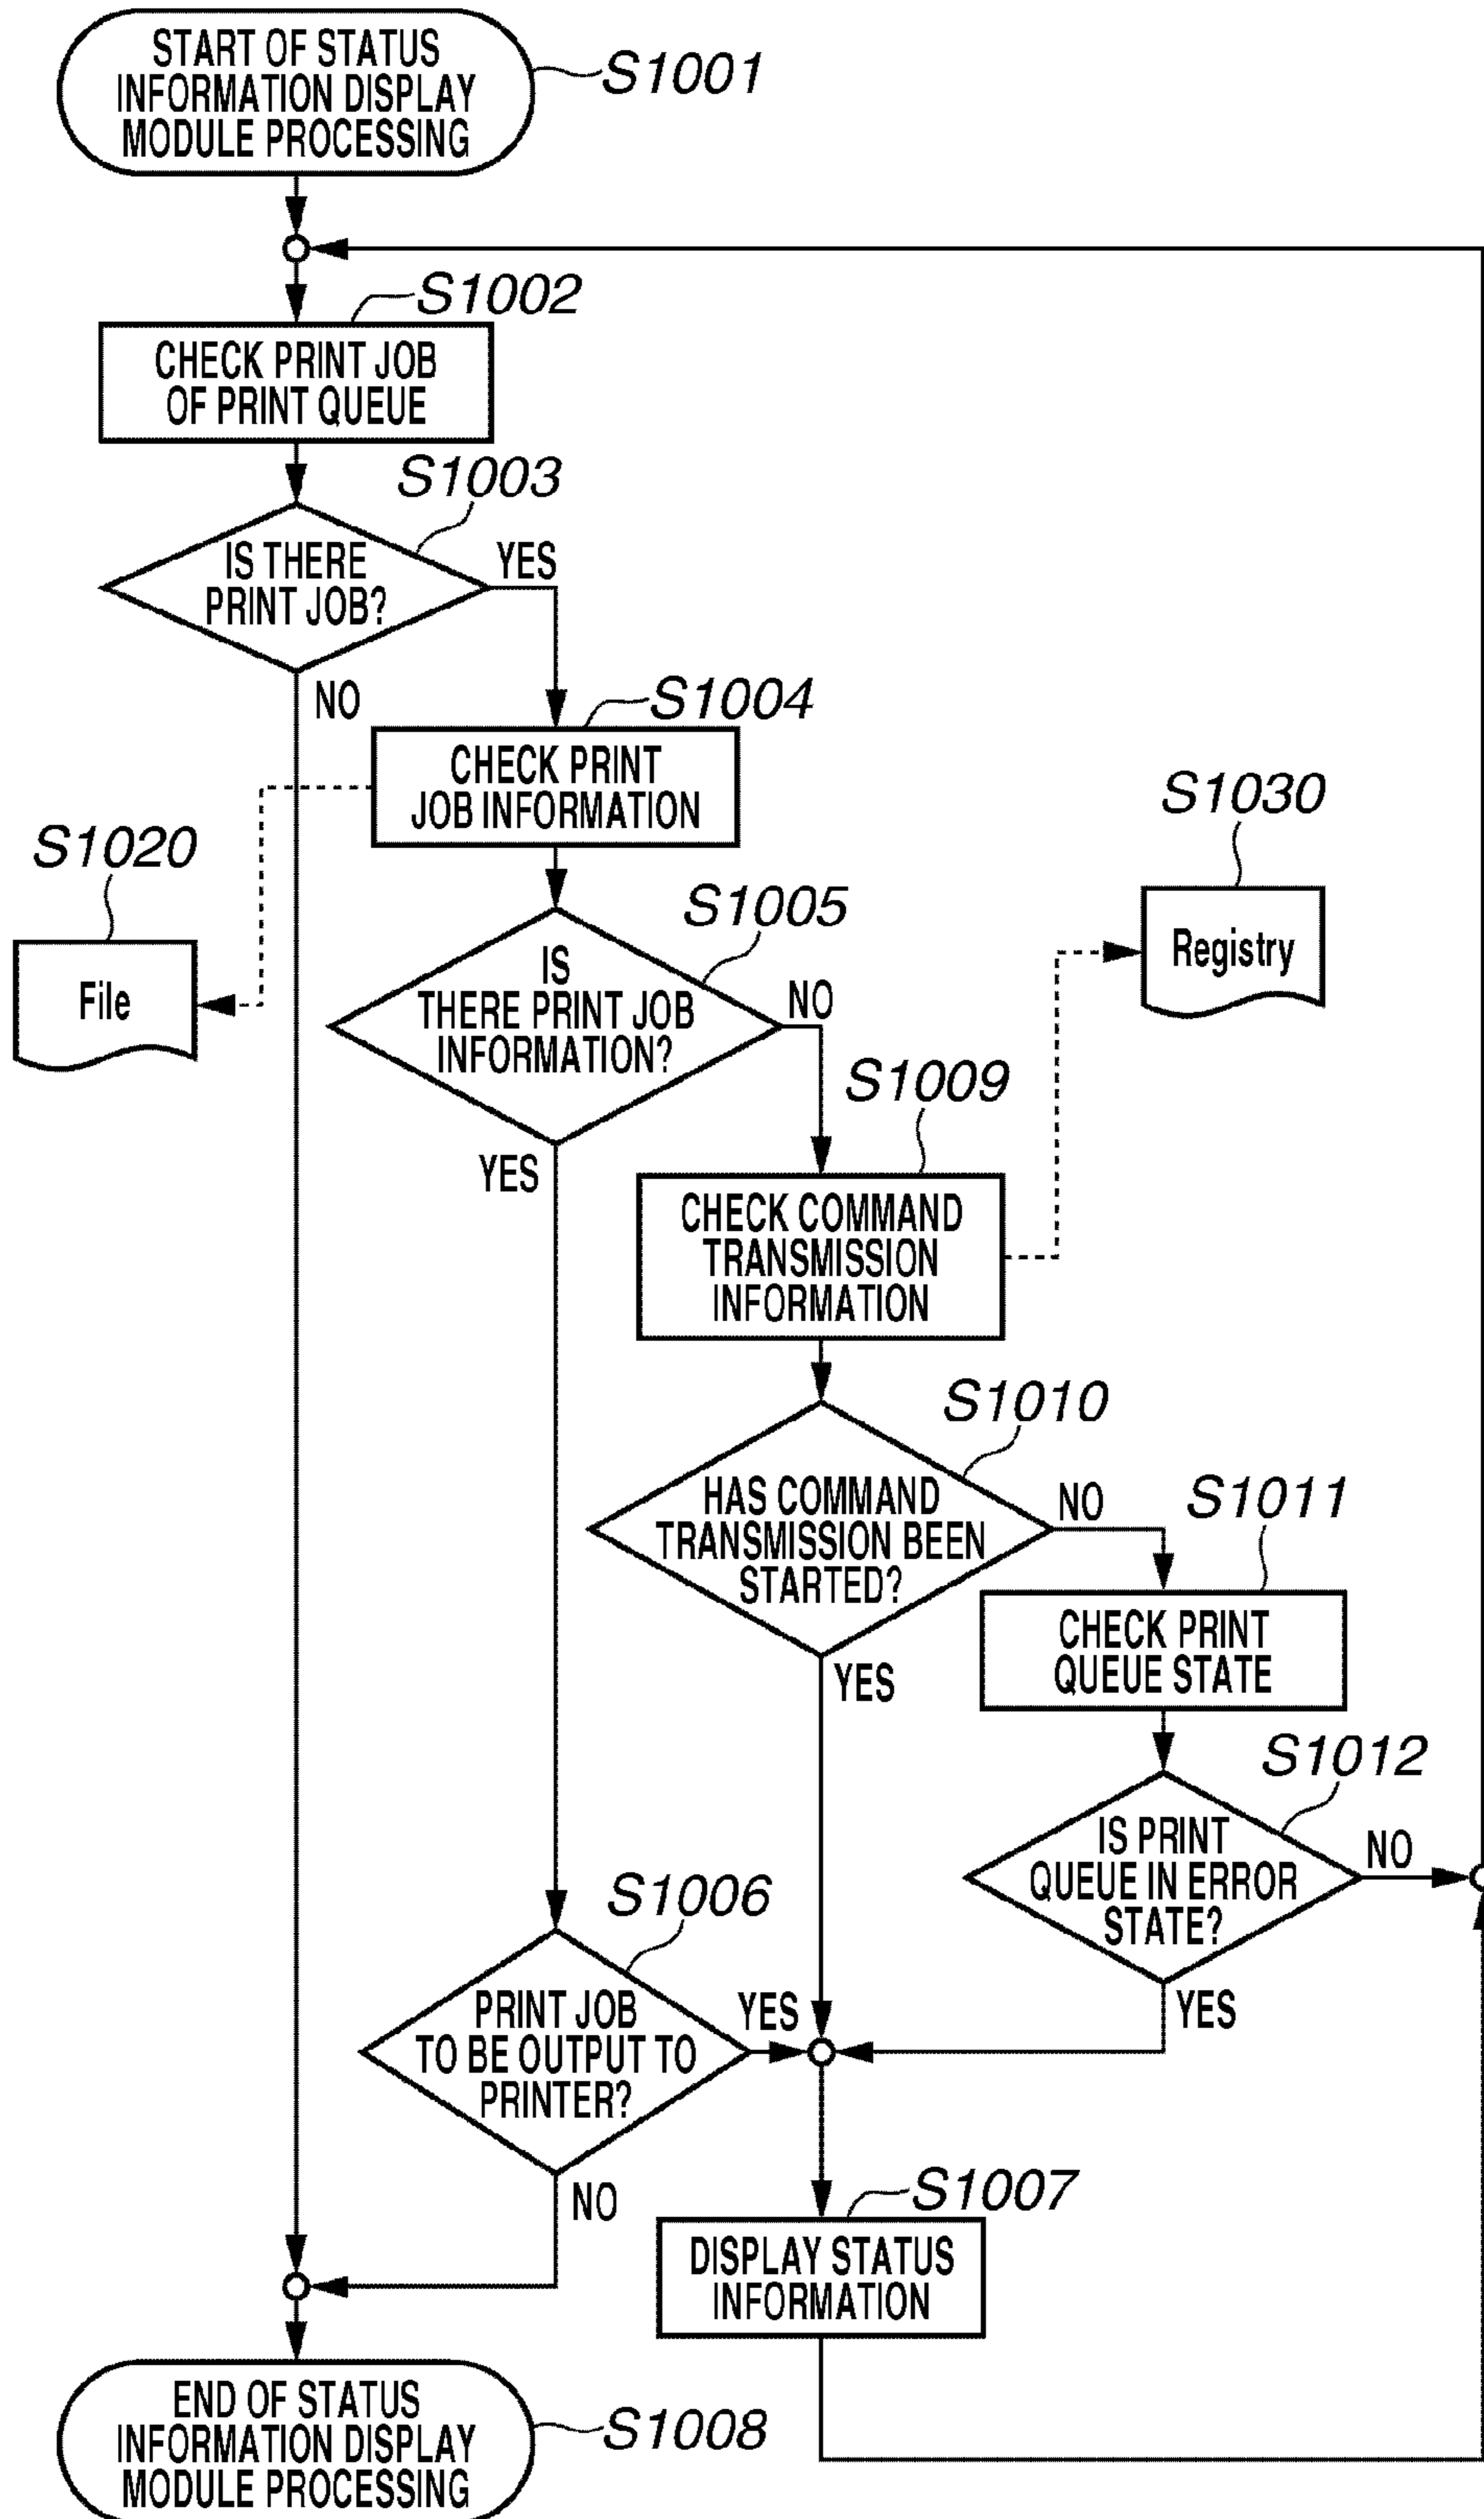 START OF STATUS
INFORMATION DISPLAY
MODULE PROCESSING
S1001
S1002
CHECK PRINT JOB
OF PRINT QUEUE
S1003
IS THERE
PRINT JOB?
YES
NO
S1004
CHECK PRINT
JOB INFORMATION
S1020
File
S1030
Registry
S1005
IS
THERE PRINT JOB
INFORMATION?
NO
YES
S1009
CHECK COMMAND
TRANSMISSION
INFORMATION
S1010
HAS COMMAND
TRANSMISSION BEEN
STARTED?
NO
YES
S1011
CHECK PRINT
QUEUE STATE
S1012
IS PRINT
QUEUE IN ERROR
STATE?
NO
YES
S1006
PRINT JOB
TO BE OUTPUT TO
PRINTER?
YES
NO
S1007
DISPLAY STATUS
INFORMATION
END OF STATUS
INFORMATION DISPLAY
MODULE PROCESSING
S1008